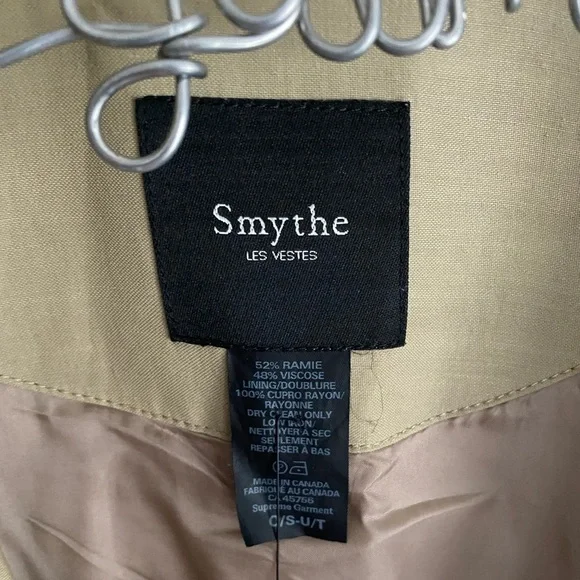 Smythe
LES VESTES
52% RAMIE
48% VISCOSE
LINING/DOUBLURE
100% CUPRO RAYON/
RAYONNE
DRY CLEAN ONLY
LOW IRON/
NETTOYER À SEC
SEULEMENT
REPASSER À BAS
MADE IN CANADA
FABRIQUÉ AU CANADA
CA 45756
Supreme Garment
C/S-U/T